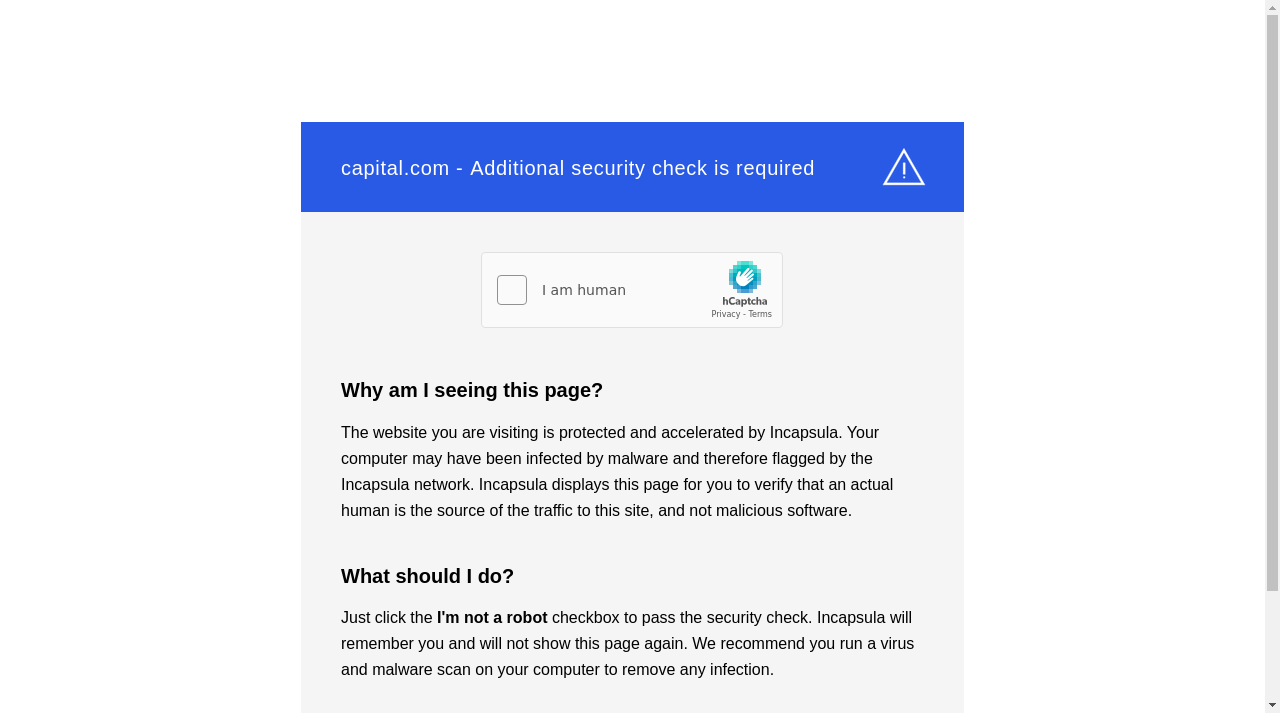 capital.com - Additional security check is required
I am human
hCaptcha
Privacy - Terms
Why am I seeing this page?
The website you are visiting is protected and accelerated by Incapsula. Your
computer may have been infected by malware and therefore flagged by the
Incapsula network. Incapsula displays this page for you to verify that an actual
human is the source of the traffic to this site, and not malicious software.
What should I do?
Just click the I'm not a robot checkbox to pass the security check. Incapsula will
remember you and will not show this page again. We recommend you run a virus
and malware scan on your computer to remove any infection.